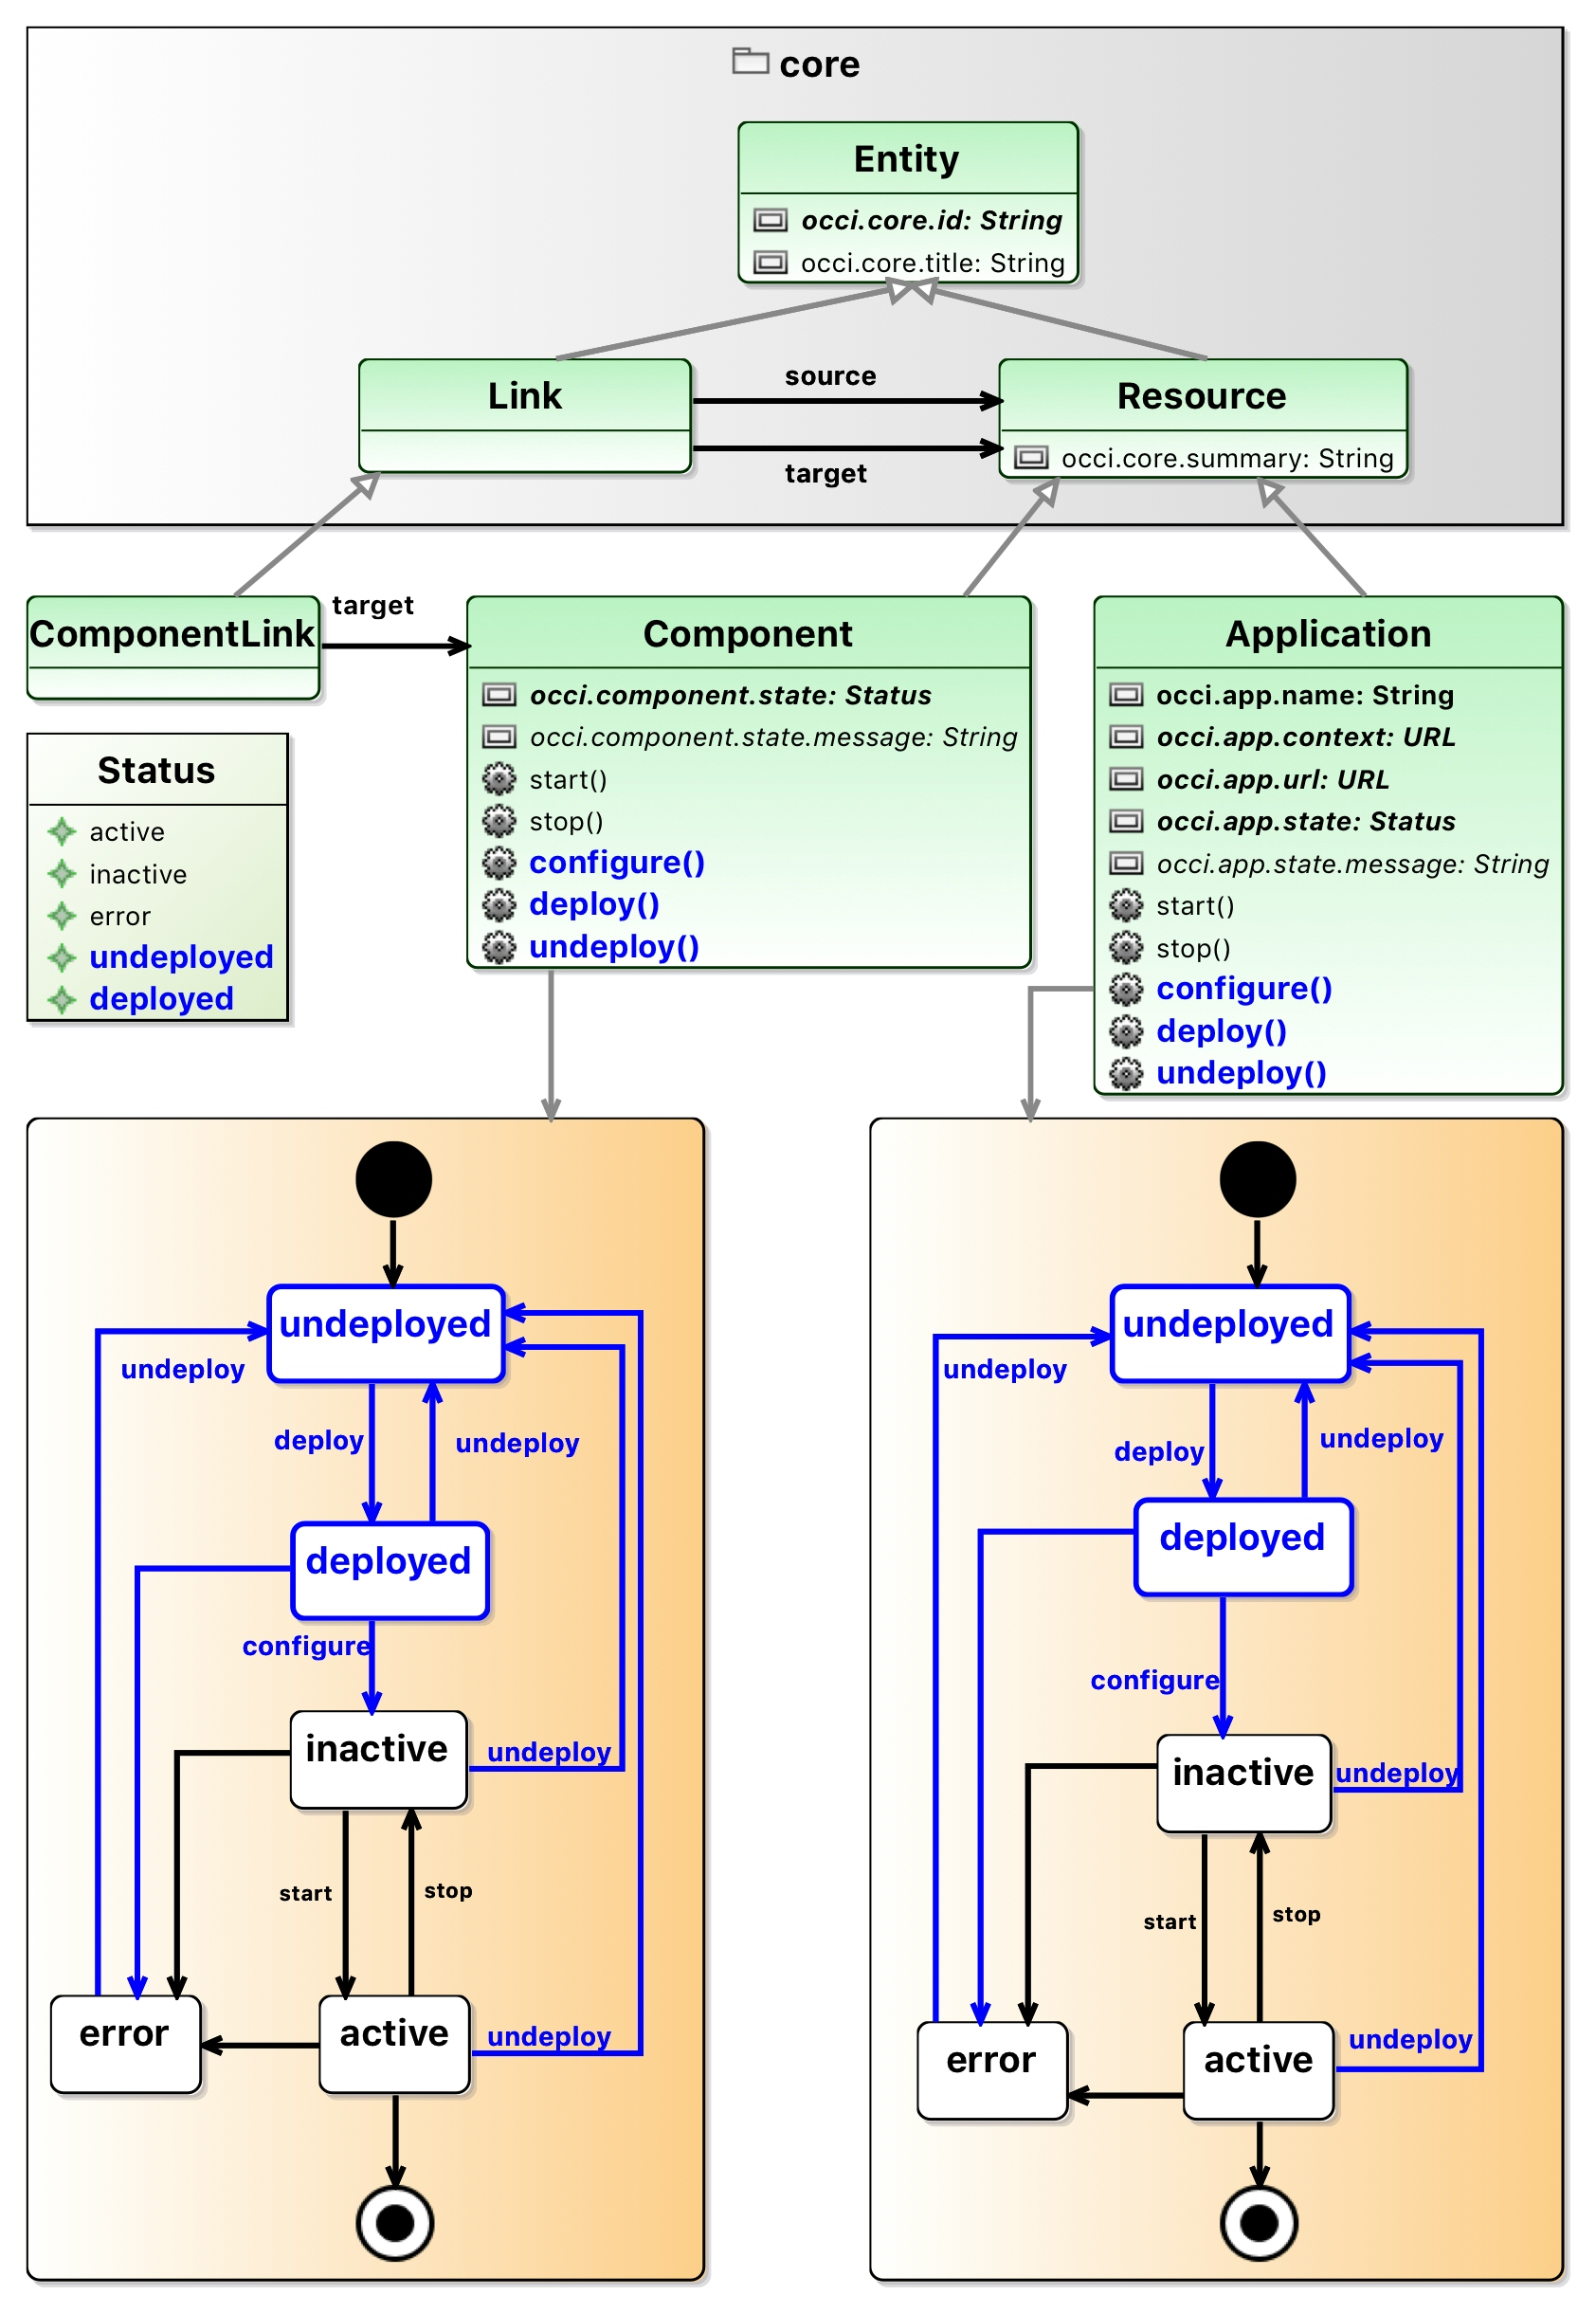 core
Entity
occi.core.id: String
occi.core.title: String
Link
source
target
Resource
occi.core.summary: String
ComponentLink
target
Component
occi.component.state: Status
occi.component.state.message: String
start()
stop()
configure()
deploy()
undeploy()
Application
occi.app.name: String
occi.app.context: URL
occi.app.url: URL
occi.app.state: Status
occi.app.state.message: String
start()
stop()
configure()
deploy()
undeploy()
Status
active
inactive
error
undeployed
deployed
undeployed
undeploy
deploy
undeploy
deployed
configure
inactive
undeploy
start
stop
error
active
undeploy
undeployed
undeploy
deploy
undeploy
deployed
configure
inactive
undeploy
start
stop
error
active
undeploy